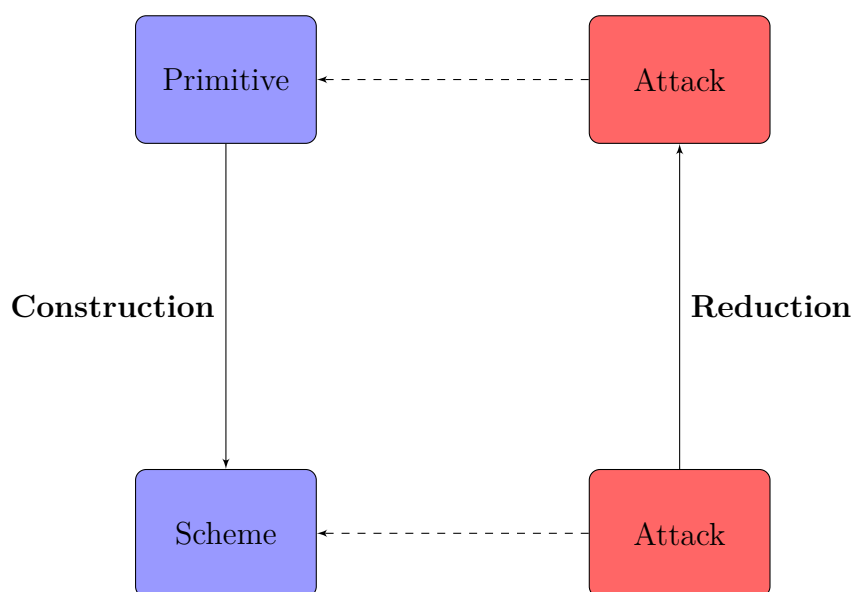 Primitive
Attack
Construction
Reduction
Scheme
Attack